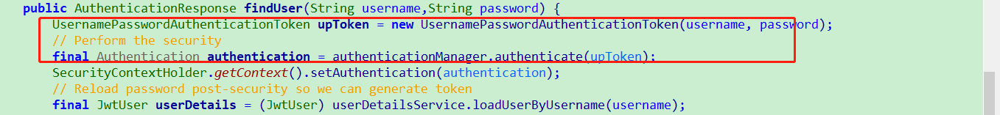 public AuthenticationResponse findUser(String username,String password) {
UsernamePasswordAuthenticationToken upToken = new UsernamePasswordAuthenticationToken(username, password);
// Perform the security
final Authentication authentication = authenticationManager.authenticate(upToken);
SecurityContextHolder.getContext().setAuthentication(authentication);
// Reload password post-security so we can generate token
final JwtUser userDetails = (JwtUser) userDetailsService.loadUserByUsername(username);